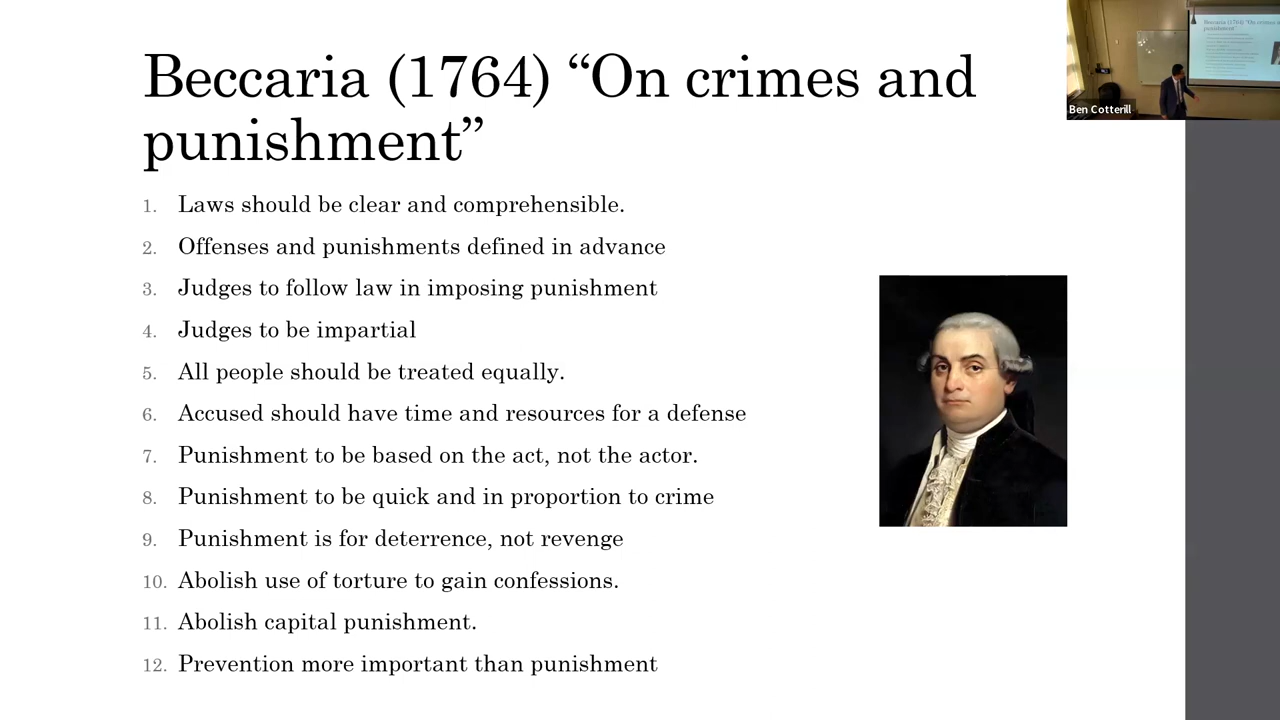 Beccaria (1764) “On crimes and
punishment”
1. Laws should be clear and comprehensible.
2. Offenses and punishments defined in advance
3. Judges to follow law in imposing punishment
4. Judges to be impartial
5. All people should be treated equally.
6. Accused should have time and resources for a defense
7. Punishment to be based on the act, not the actor.
8. Punishment to be quick and in proportion to crime
9. Punishment is for deterrence, not revenge
10. Abolish use of torture to gain confessions.
11. Abolish capital punishment.
12. Prevention more important than punishment
Beccaria (1764) “On crimes a
punishment”
Ben Cotterill